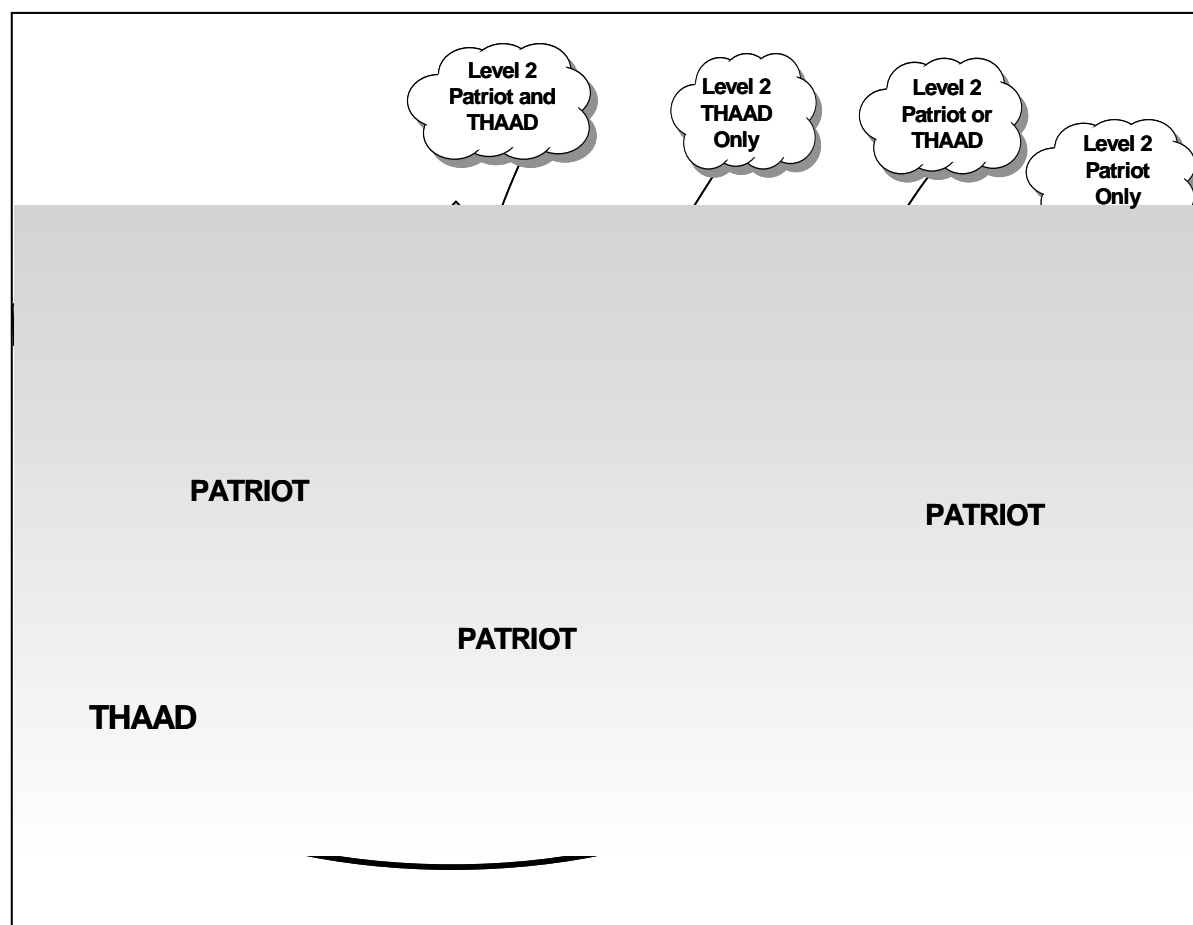 Level 2
Patriot and
THAAD
Level 2
THAAD
Only
Level 2
Patriot or
THAAD
Level 2
Patriot
Only
PATRIOT
PATRIOT
PATRIOT
THAAD